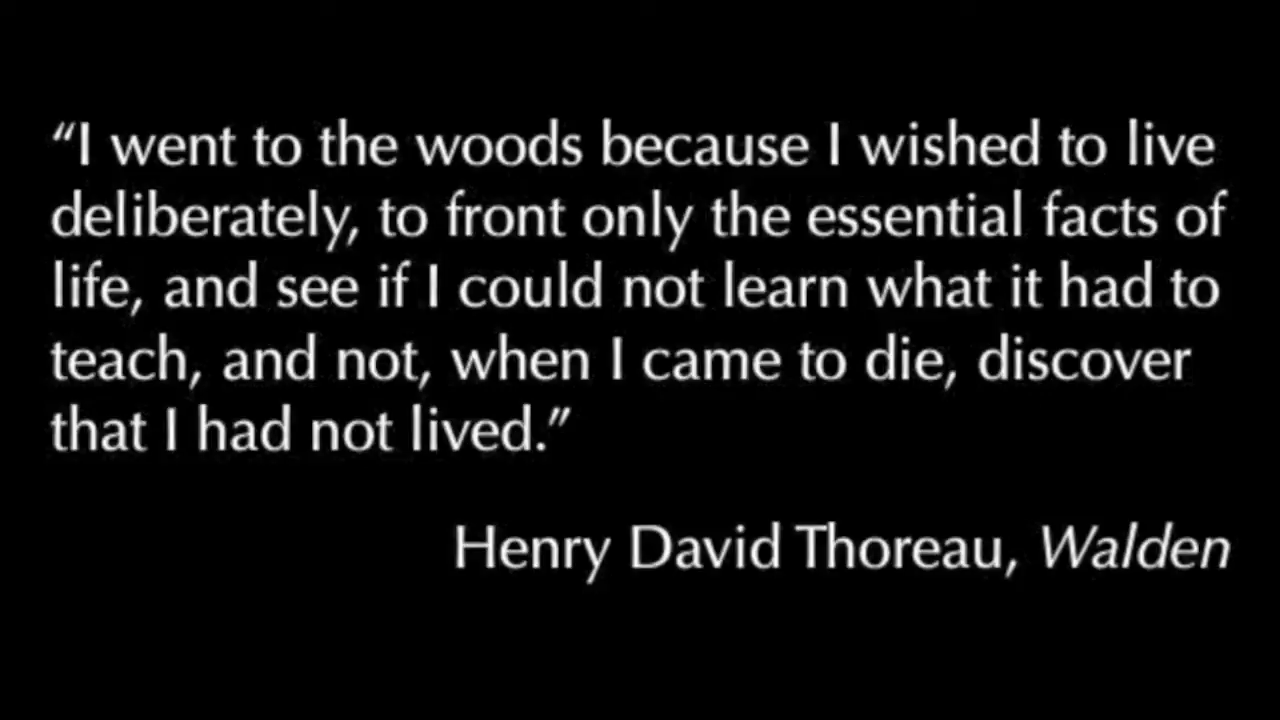 “I went to the woods because I wished to live
deliberately, to front only the essential facts of
life, and see if I could not learn what it had to
teach, and not, when I came to die, discover
that I had not lived.”
Henry David Thoreau, Walden